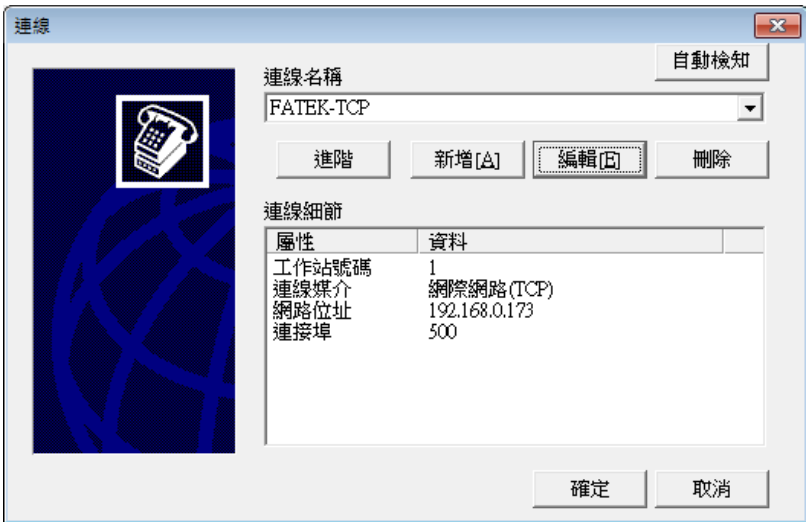 連線
自動檢知
連線名稱
FATEK-TCP
進階 新增[A] 編輯[E] 刪除
連線細節
屬性 資料
工作站號碼 1
連線媒介 網際網路(TCP)
網路位址 192.168.0.173
連接埠 500
確定 取消